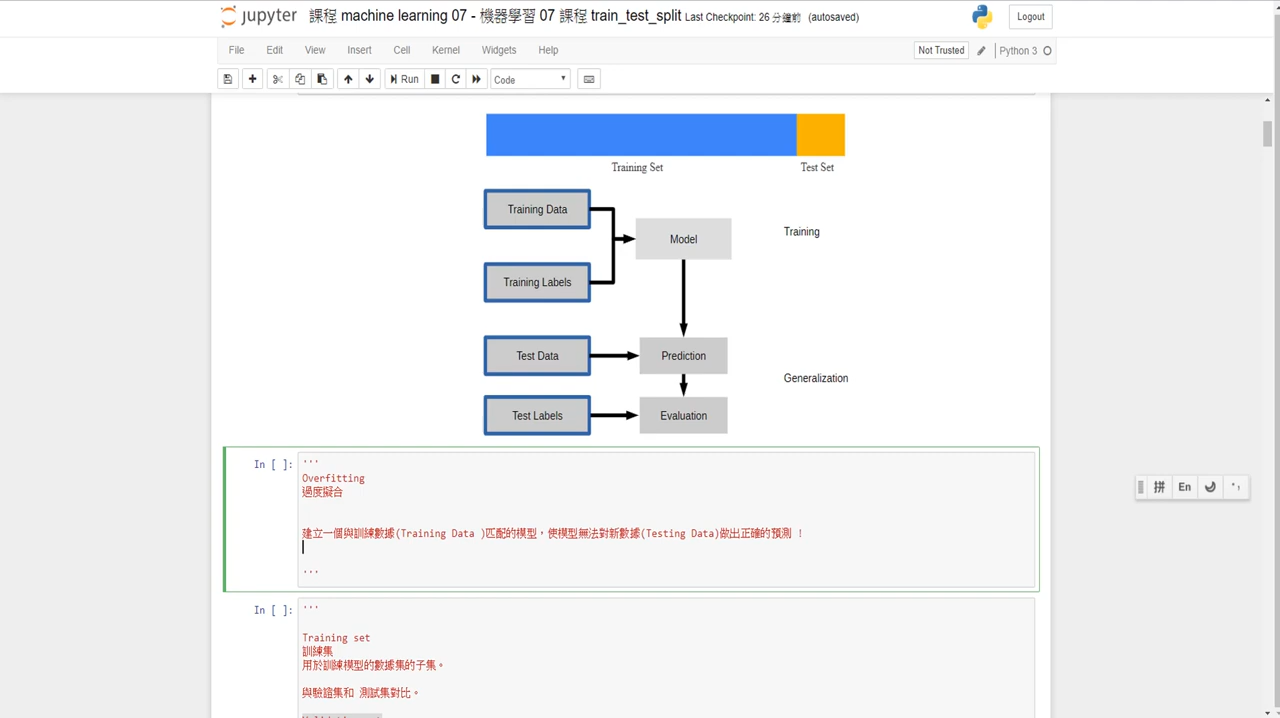 jupyter 課程 machine learning 07 - 機器學習 07 課程 train_test_split Last Checkpoint: 26 分鐘前 (autosaved)
Logout
File Edit View Insert Cell Kernel Widgets Help
Not Trusted
Python 3
Run
Code
Training Set
Test Set
Training Data
Model
Training
Training Labels
Test Data
Prediction
Generalization
Test Labels
Evaluation
In [ ]:
'''
Overfitting
過度擬合
建立一個與訓練數據(Training Data )匹配的模型，使模型無法對新數據(Testing Data)做出正確的預測 !
'''
拼 En
In [ ]:
'''
Training set
訓練集
用於訓練模型的數據集的子集。
與驗證集和 測試集對比。